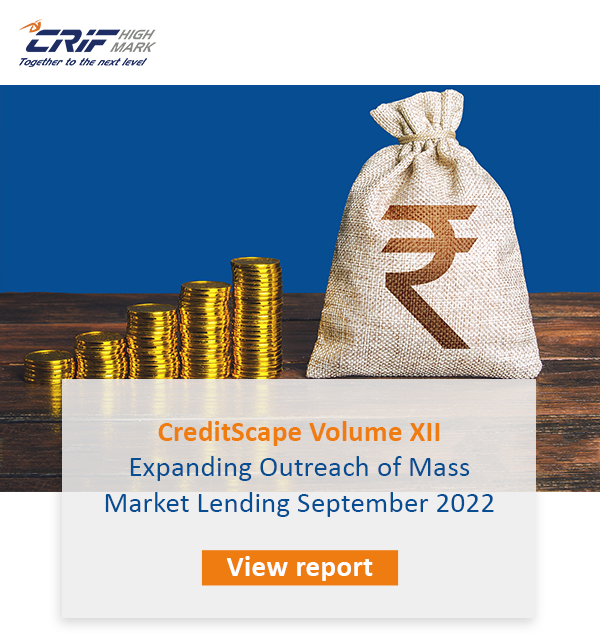 CRIF HIGH
MARK
Together to the next level
₹
CreditScape Volume XII
Expanding Outreach of Mass
Market Lending September 2022
View report